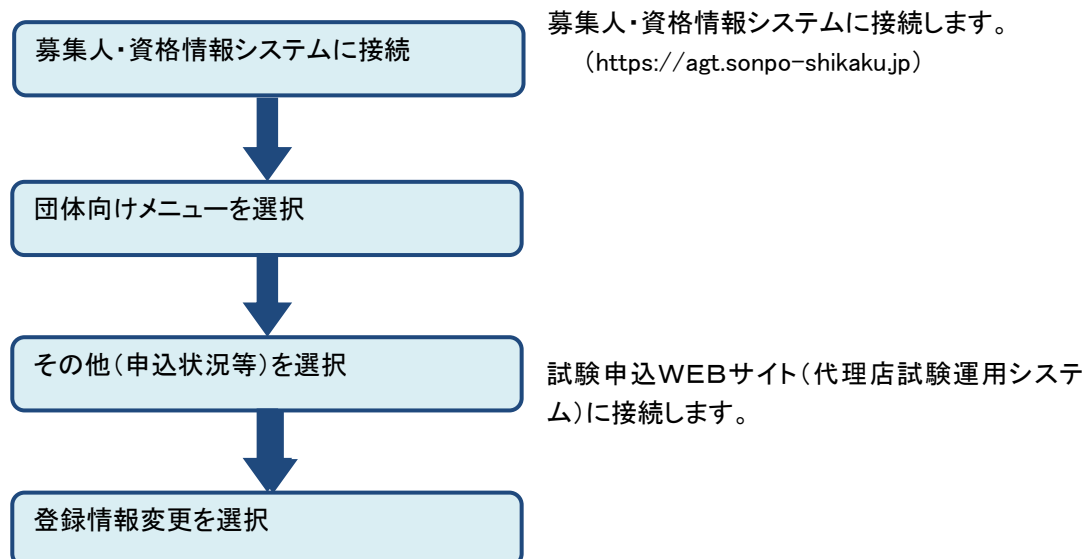 募集人・資格情報システムに接続
募集人・資格情報システムに接続します。
（https://agt.sonpo-shikaku.jp）
団体向けメニューを選択
その他（申込状況等）を選択
試験申込ＷＥＢサイト（代理店試験運用システ
ム）に接続します。
登録情報変更を選択